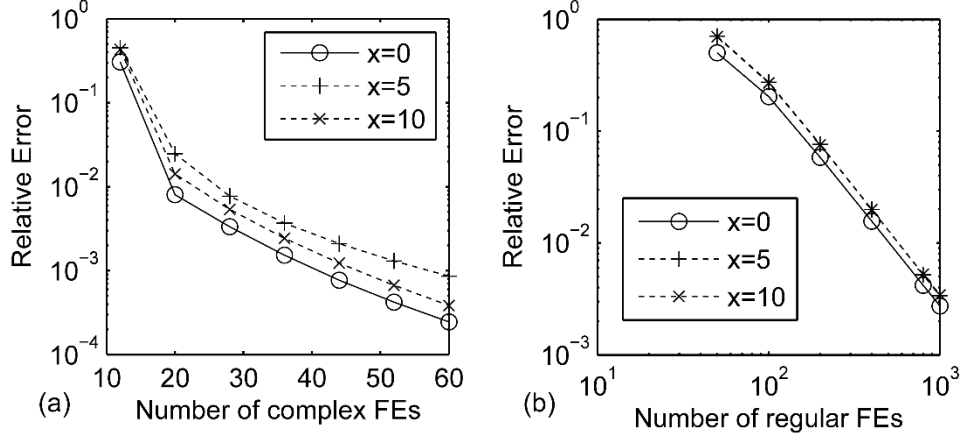 10^0
10^-1
10^-2
10^-3
10^-4
Relative Error
x=0
x=5
x=10
10 20 30 40 50 60
(a) Number of complex FEs
10^0
10^-1
10^-2
10^-3
Relative Error
x=0
x=5
x=10
10^1 10^2 10^3
(b) Number of regular FEs